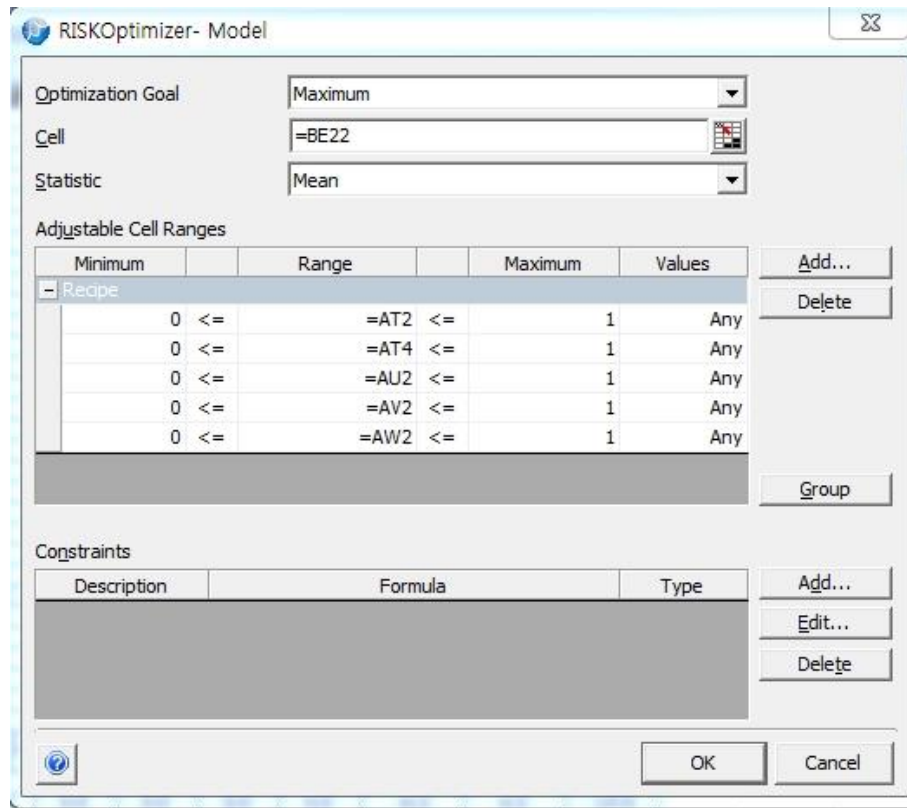 RISKOptimizer- Model
Optimization Goal Maximum
Cell =BE22
Statistic Mean
Adjustable Cell Ranges
Minimum Range Maximum Values Add...
Recipe Delete
0 <= =AT2 <= 1 Any
0 <= =AT4 <= 1 Any
0 <= =AU2 <= 1 Any
0 <= =AV2 <= 1 Any
0 <= =AW2 <= 1 Any
Group
Constraints
Description Formula Type Add...
Edit...
Delete
OK Cancel